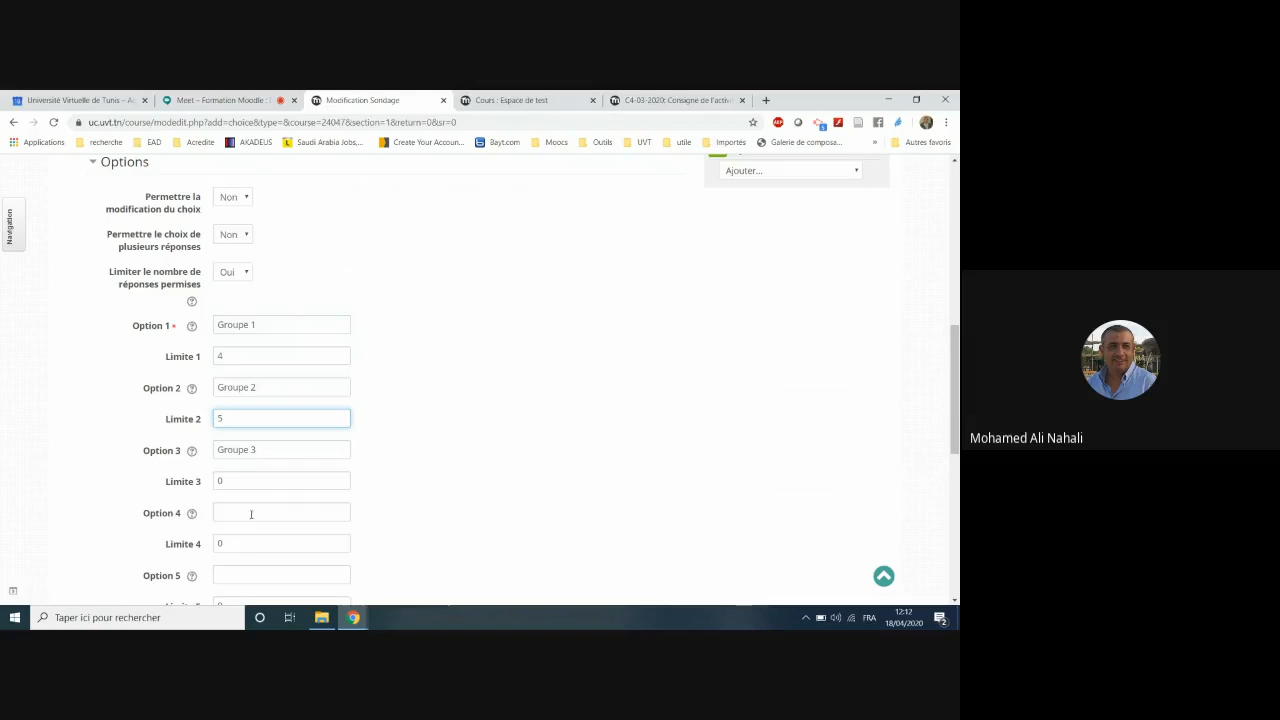 Université Virtuelle de Tunis – Ac
Meet – Formation Moodle :
Modification Sondage
Cours : Espace de test
C4-03-2020: Consigne de l'activ
uc.uvt.tn/course/modedit.php?add=choice&type=&course=24047&section=1&return=0&sr=0
Applications
recherche
EAD
Acredite
AKADEUS
Saudi Arabia Jobs,...
Create Your Accoun...
Bayt.com
Moocs
Outils
UVT
utile
Importés
Galerie de composa...
»
Autres favoris
Navigation
Options
Ajouter...
Permettre la
modification du choix
Non
Permettre le choix de
plusieurs réponses
Non
Limiter le nombre de
réponses permises
Oui
Option 1* Groupe 1
Limite 1 4
Option 2 Groupe 2
Limite 2 5
Option 3 Groupe 3
Limite 3 0
Option 4
Limite 4 0
Option 5
Mohamed Ali Nahali
Taper ici pour rechercher
FRA
12:12
18/04/2020
2